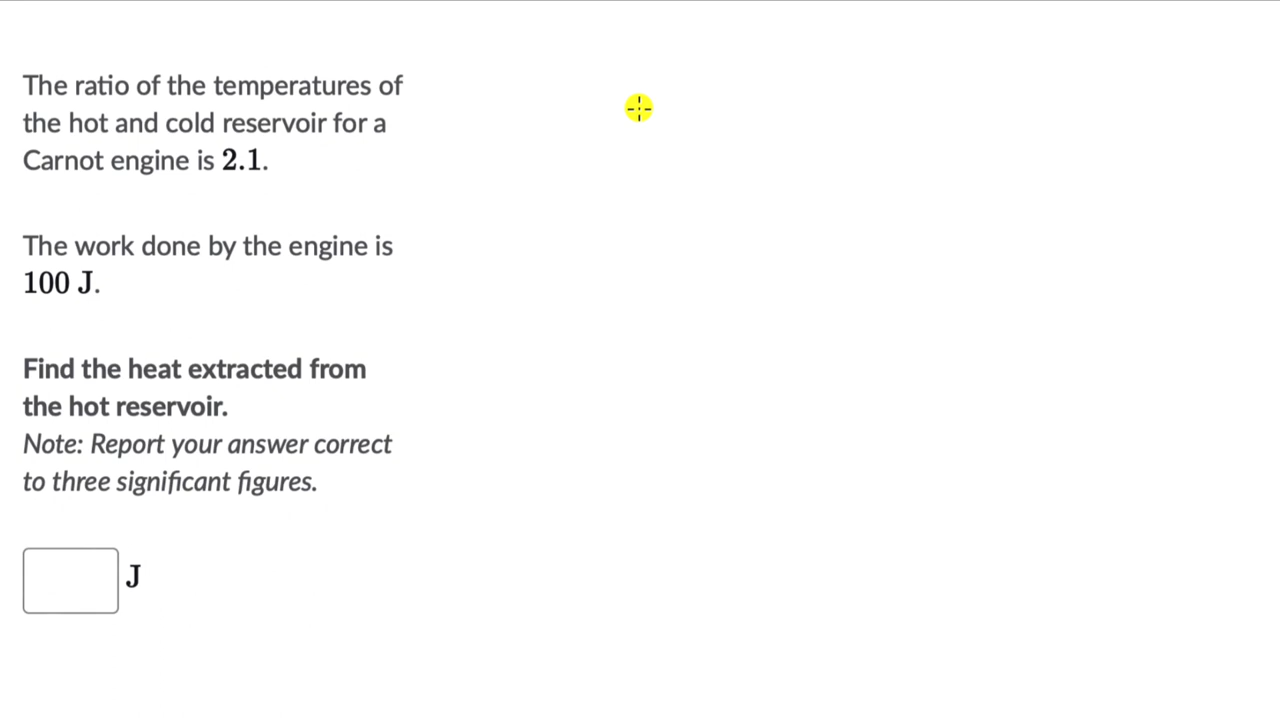 The ratio of the temperatures of
the hot and cold reservoir for a
Carnot engine is 2.1.
The work done by the engine is
100 J.
Find the heat extracted from
the hot reservoir.
Note: Report your answer correct
to three significant figures.
J